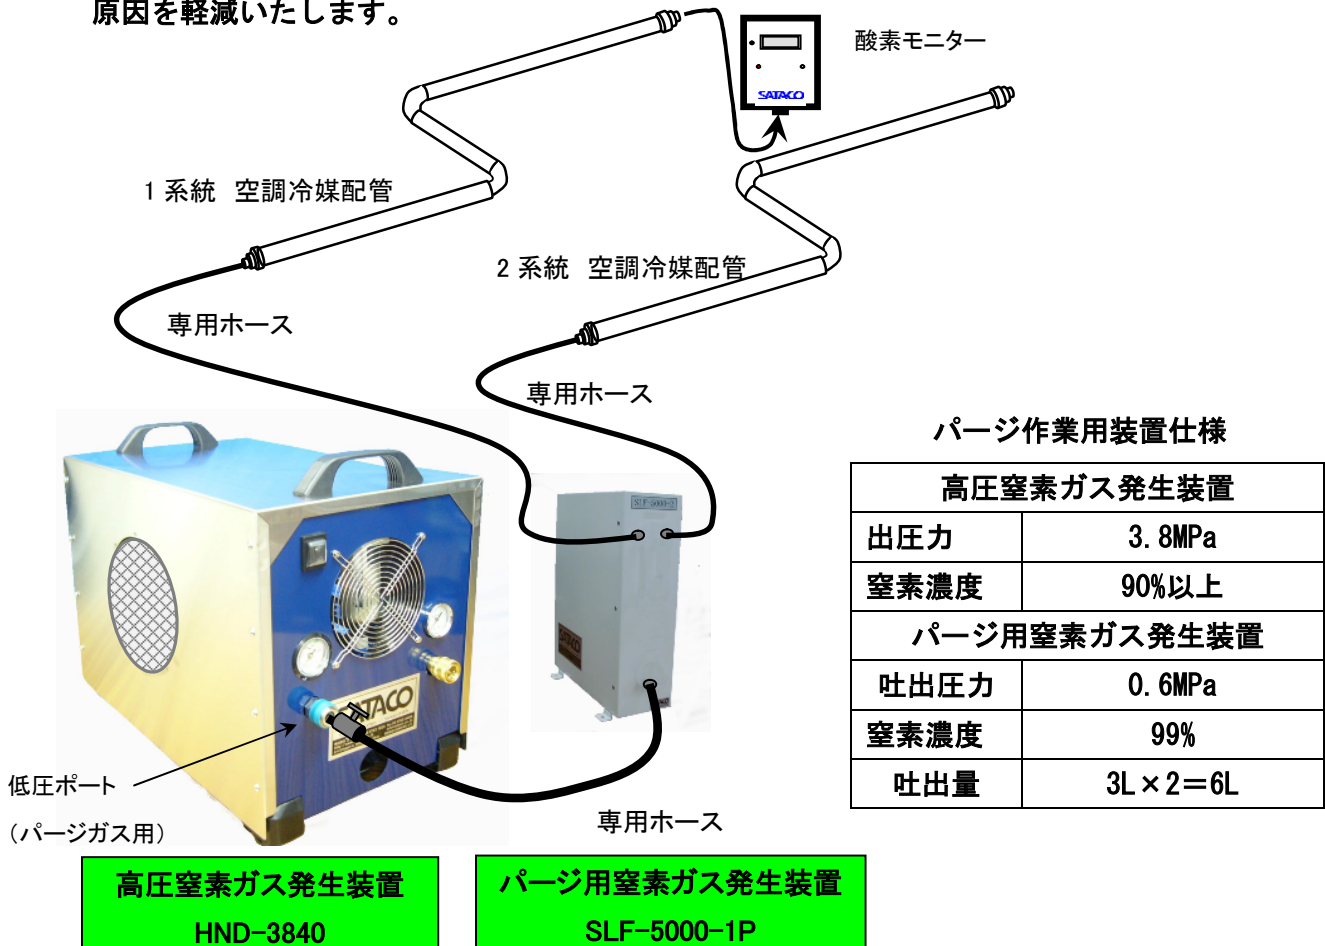 原因を軽減いたします。
酸素モニター
SATACO
1 系統 空調冷媒配管
2 系統 空調冷媒配管
専用ホース
専用ホース
パージ作業用装置仕様
高圧窒素ガス発生装置
出圧力 3.8MPa
窒素濃度 90%以上
パージ用窒素ガス発生装置
吐出圧力 0.6MPa
窒素濃度 99%
吐出量 3L×2＝6L
SLF-5000-2
SATACO
SATACO
低圧ポート
（パージガス用）
専用ホース
高圧窒素ガス発生装置
HND-3840
パージ用窒素ガス発生装置
SLF-5000-1P